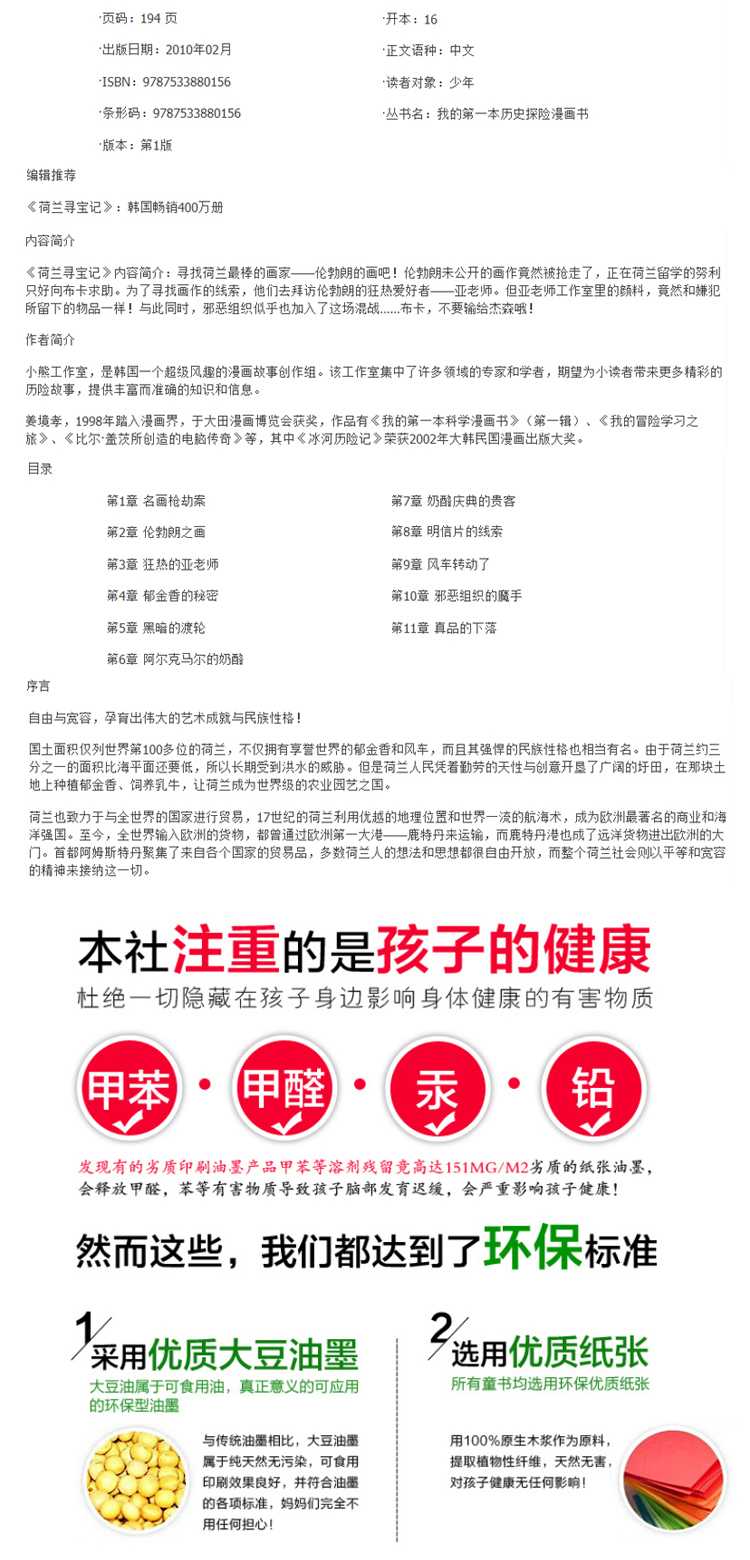 ·页码：194 页
·开本：16
·出版日期：2010年02月
·正文语种：中文
·ISBN：9787533880156
·读者对象：少年
·条形码：9787533880156
·丛书名：我的第一本历史探险漫画书
·版本：第1版
编辑推荐
《荷兰寻宝记》：韩国畅销400万册
内容简介
《荷兰寻宝记》内容简介：寻找荷兰最棒的画家——伦勃朗的画吧！伦勃朗未公开的画作竟然被抢走了，正在荷兰留学的努利
只好向布卡求助。为了寻找画作的线索，他们去拜访伦勃朗的狂热爱好者——亚老师。但亚老师工作室里的颜料，竟然和嫌犯
所留下的物品一样！与此同时，邪恶组织似乎也加入了这场混战……布卡，不要输给杰森哦！
作者简介
小熊工作室，是韩国一个超级风趣的漫画故事创作组。该工作室集中了许多领域的专家和学者，期望为小读者带来更多精彩的
历险故事，提供丰富而准确的知识和信息。
姜境孝，1998年踏入漫画界，于大田漫画博览会获奖，作品有《我的第一本科学漫画书》（第一辑）、《我的冒险学习之
旅》、《比尔·盖茨所创造的电脑传奇》等，其中《冰河历险记》荣获2002年大韩民国漫画出版大奖。
目录
第1章 名画枪劫案
第7章 奶酪庆典的贵客
第2章 伦勃朗之画
第8章 明信片的线索
第3章 狂热的亚老师
第9章 风车转动了
第4章 郁金香的秘密
第10章 邪恶组织的魔手
第5章 黑暗的渡轮
第11章 真品的下落
第6章 阿尔克马尔的奶酪
序言
自由与宽容，孕育出伟大的艺术成就与民族性格！
国土面积仅列世界第100多位的荷兰，不仅拥有享誉世界的郁金香和风车，而且其强悍的民族性格也相当有名。由于荷兰约三
分之一的面积比海平面还要低，所以长期受到洪水的威胁。但是荷兰人民凭着勤劳的天性与创意开垦了广阔的圩田，在那块土
地上种植郁金香、饲养乳牛，让荷兰成为世界级的农业园艺之国。
荷兰也致力于与全世界的国家进行贸易，17世纪的荷兰利用优越的地理位置和世界一流的航海术，成为欧洲最著名的商业和海
洋强国。至今，全世界输入欧洲的货物，都曾通过欧洲第一大港——鹿特丹来运输，而鹿特丹港也成了远洋货物进出欧洲的大
门。首都阿姆斯特丹聚集了来自各个国家的贸易品，多数荷兰人的想法和思想都很自由开放，而整个荷兰社会则以平等和宽容
的精神来接纳这一切。
本社注重的是孩子的健康
杜绝一切隐藏在孩子身边影响身体健康的有害物质
甲苯·甲醛·汞·铅
发现有的劣质印刷油墨产品甲苯等溶剂残留竟高达151MG/M2劣质的纸张油墨，
会释放甲醛，苯等有害物质导致孩子脑部发育迟缓，会严重影响孩子健康！
然而这些，我们都达到了环保标准
1 采用优质大豆油墨
大豆油属于可食用油，真正意义的可应用
的环保型油墨
与传统油墨相比，大豆油墨
属于纯天然无污染，可食用
印刷效果良好，并符合油墨
的各项标准，妈妈们完全不
用任何担心！
2 选用优质纸张
所有童书均选用环保优质纸张
用100%原生木浆作为原料，
提取植物性纤维，天然无害，
对孩子健康无任何影响！